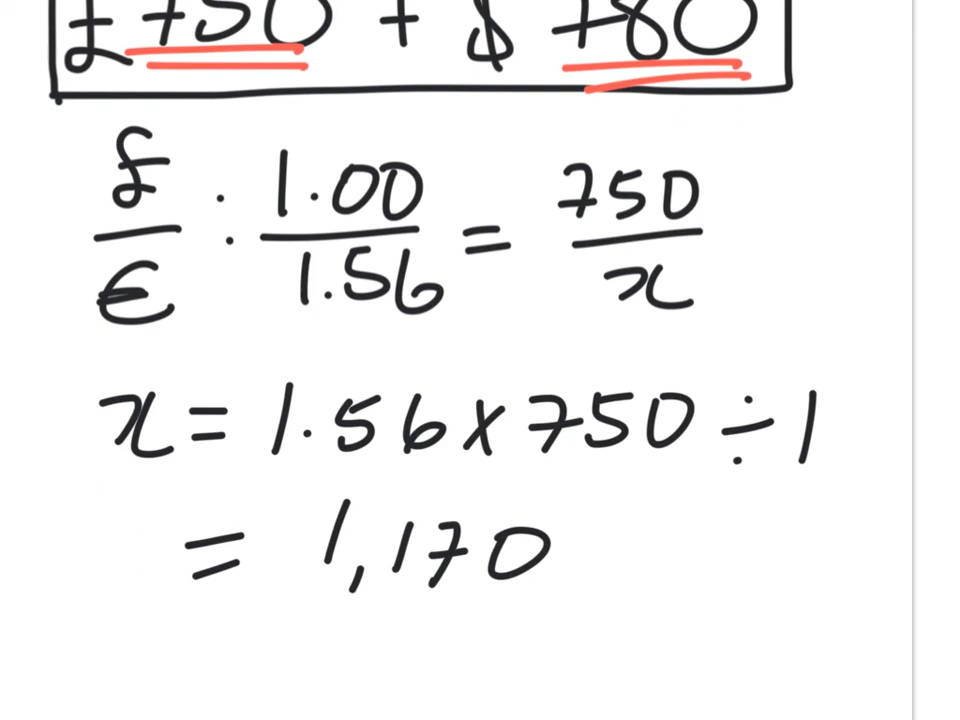 £750 + $ 780
£/€ : 1.00/1.56 = 750/x
x = 1.56 x 750 ÷ 1
= 1,170